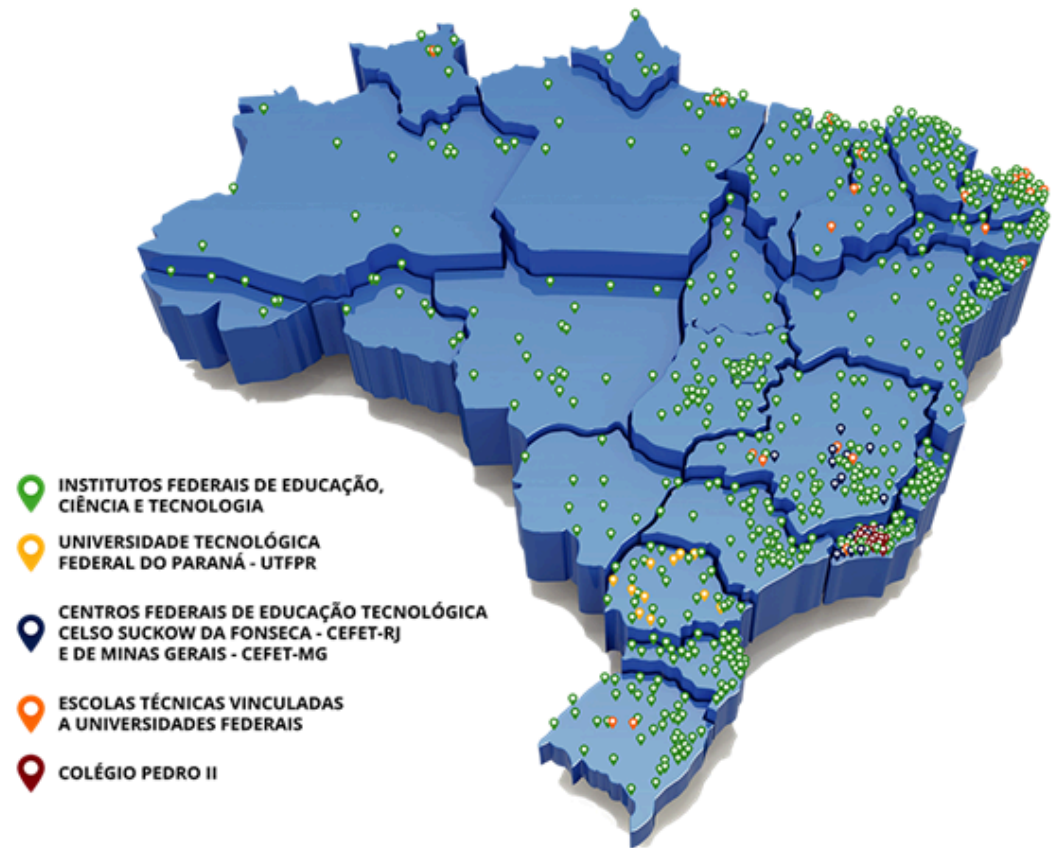 INSTITUTOS FEDERAIS DE EDUCAÇÃO,
CIÊNCIA E TECNOLOGIA
UNIVERSIDADE TECNOLÓGICA
FEDERAL DO PARANÁ - UTFPR
CENTROS FEDERAIS DE EDUCAÇÃO TECNOLÓGICA
CELSO SUCKOW DA FONSECA - CEFET-RJ
E DE MINAS GERAIS - CEFET-MG
ESCOLAS TÉCNICAS VINCULADAS
A UNIVERSIDADES FEDERAIS
COLÉGIO PEDRO II